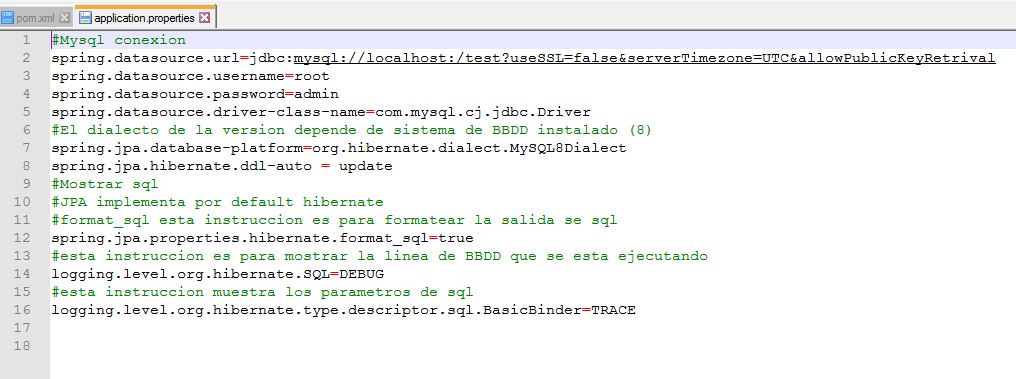 pom.xml application.properties
1 #Mysql conexion
2 spring.datasource.url=jdbc:mysql://localhost:/test?useSSL=false&serverTimezone=UTC&allowPublicKeyRetrival
3 spring.datasource.username=root
4 spring.datasource.password=admin
5 spring.datasource.driver-class-name=com.mysql.cj.jdbc.Driver
6 #El dialecto de la version depende de sistema de BBDD instalado (8)
7 spring.jpa.database-platform=org.hibernate.dialect.MySQL8Dialect
8 spring.jpa.hibernate.ddl-auto = update
9 #Mostrar sql
10 #JPA implementa por default hibernate
11 #format_sql esta instruccion es para formatear la salida se sql
12 spring.jpa.properties.hibernate.format_sql=true
13 #esta instruccion es para mostrar la linea de BBDD que se esta ejecutando
14 logging.level.org.hibernate.SQL=DEBUG
15 #esta instruccion muestra los parametros de sql
16 logging.level.org.hibernate.type.descriptor.sql.BasicBinder=TRACE
17
18